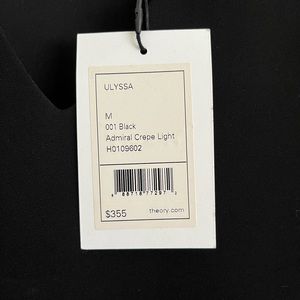 ULYSSA
M
001 Black
Admiral Crepe Light
H0109602
$355
theory.com